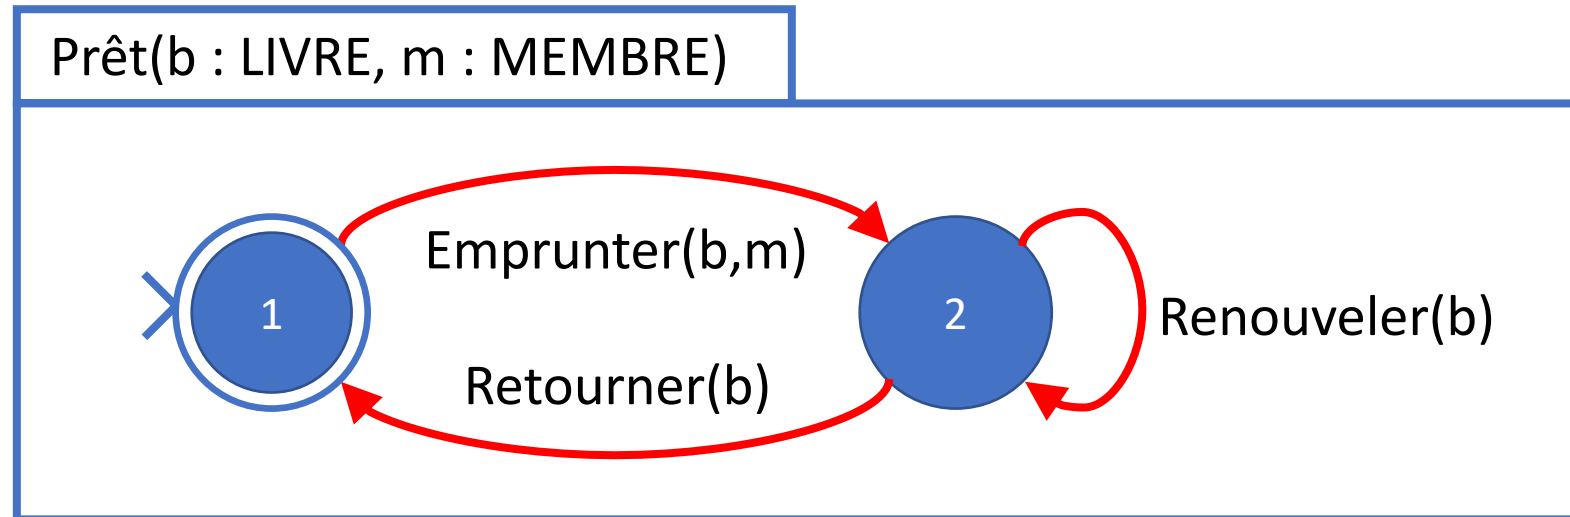 Prêt(b : LIVRE, m : MEMBRE)
Emprunter(b,m)
1
2
Renouveler(b)
Retourner(b)